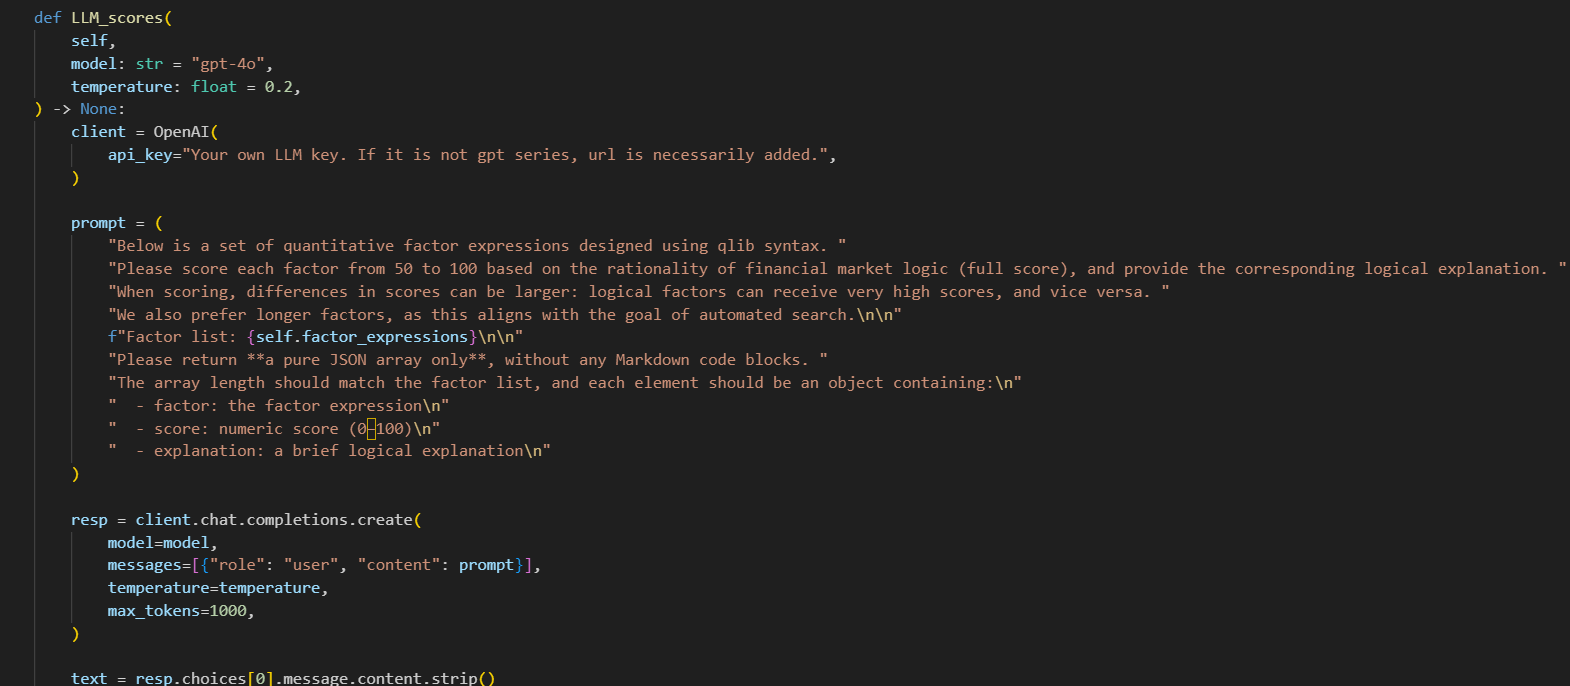 def LLM_scores(
    self,
    model: str = "gpt-4o",
    temperature: float = 0.2,
) -> None:
    client = OpenAI(
        api_key="Your own LLM key. If it is not gpt series, url is necessarily added.",
    )
    prompt = (
        "Below is a set of quantitative factor expressions designed using qlib syntax. "
        "Please score each factor from 50 to 100 based on the rationality of financial market logic (full score), and provide the corresponding logical explanation. "
        "When scoring, differences in scores can be larger: logical factors can receive very high scores, and vice versa. "
        "We also prefer longer factors, as this aligns with the goal of automated search.\n\n"
        f"Factor list: {self.factor_expressions}\n\n"
        "Please return **a pure JSON array only**, without any Markdown code blocks. "
        "The array length should match the factor list, and each element should be an object containing:\n"
        "  - factor: the factor expression\n"
        "  - score: numeric score (0-100)\n"
        "  - explanation: a brief logical explanation\n"
    )
    resp = client.chat.completions.create(
        model=model,
        messages=[{"role": "user", "content": prompt}],
        temperature=temperature,
        max_tokens=1000,
    )
    text = resp.choices[0].message.content.strip()